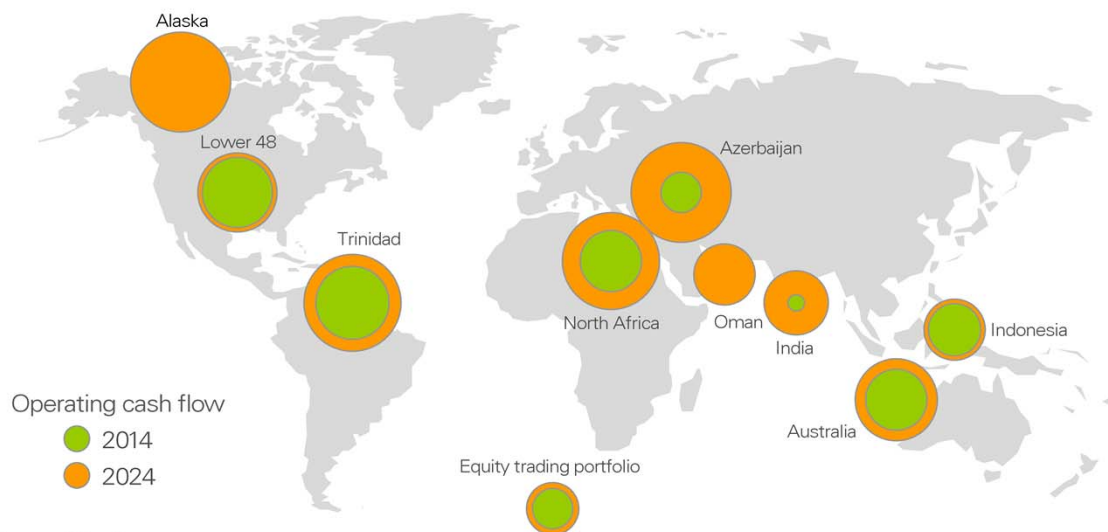 Alaska
Lower 48
Azerbaijan
Trinidad
North Africa
Oman
India
Indonesia
Australia
Operating cash flow
2014
2024
Equity trading portfolio